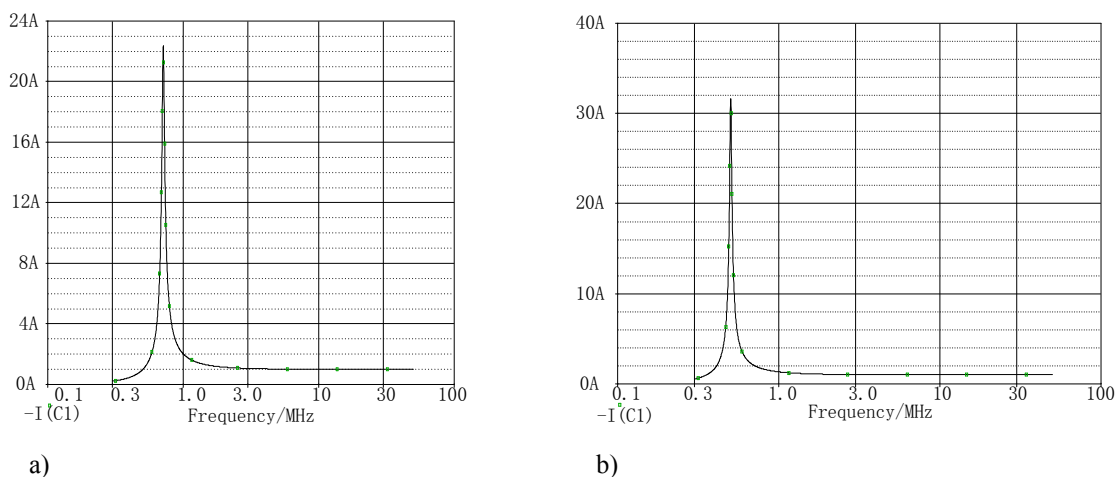 24A
20A
16A
12A
8A
4A
0A
0.1 0.3 1.0 3.0 10 30 100
-I(C1) Frequency/MHz
a)
40A
30A
20A
10A
0A
0.1 0.3 1.0 3.0 10 30 100
-I(C1) Frequency/MHz
b)